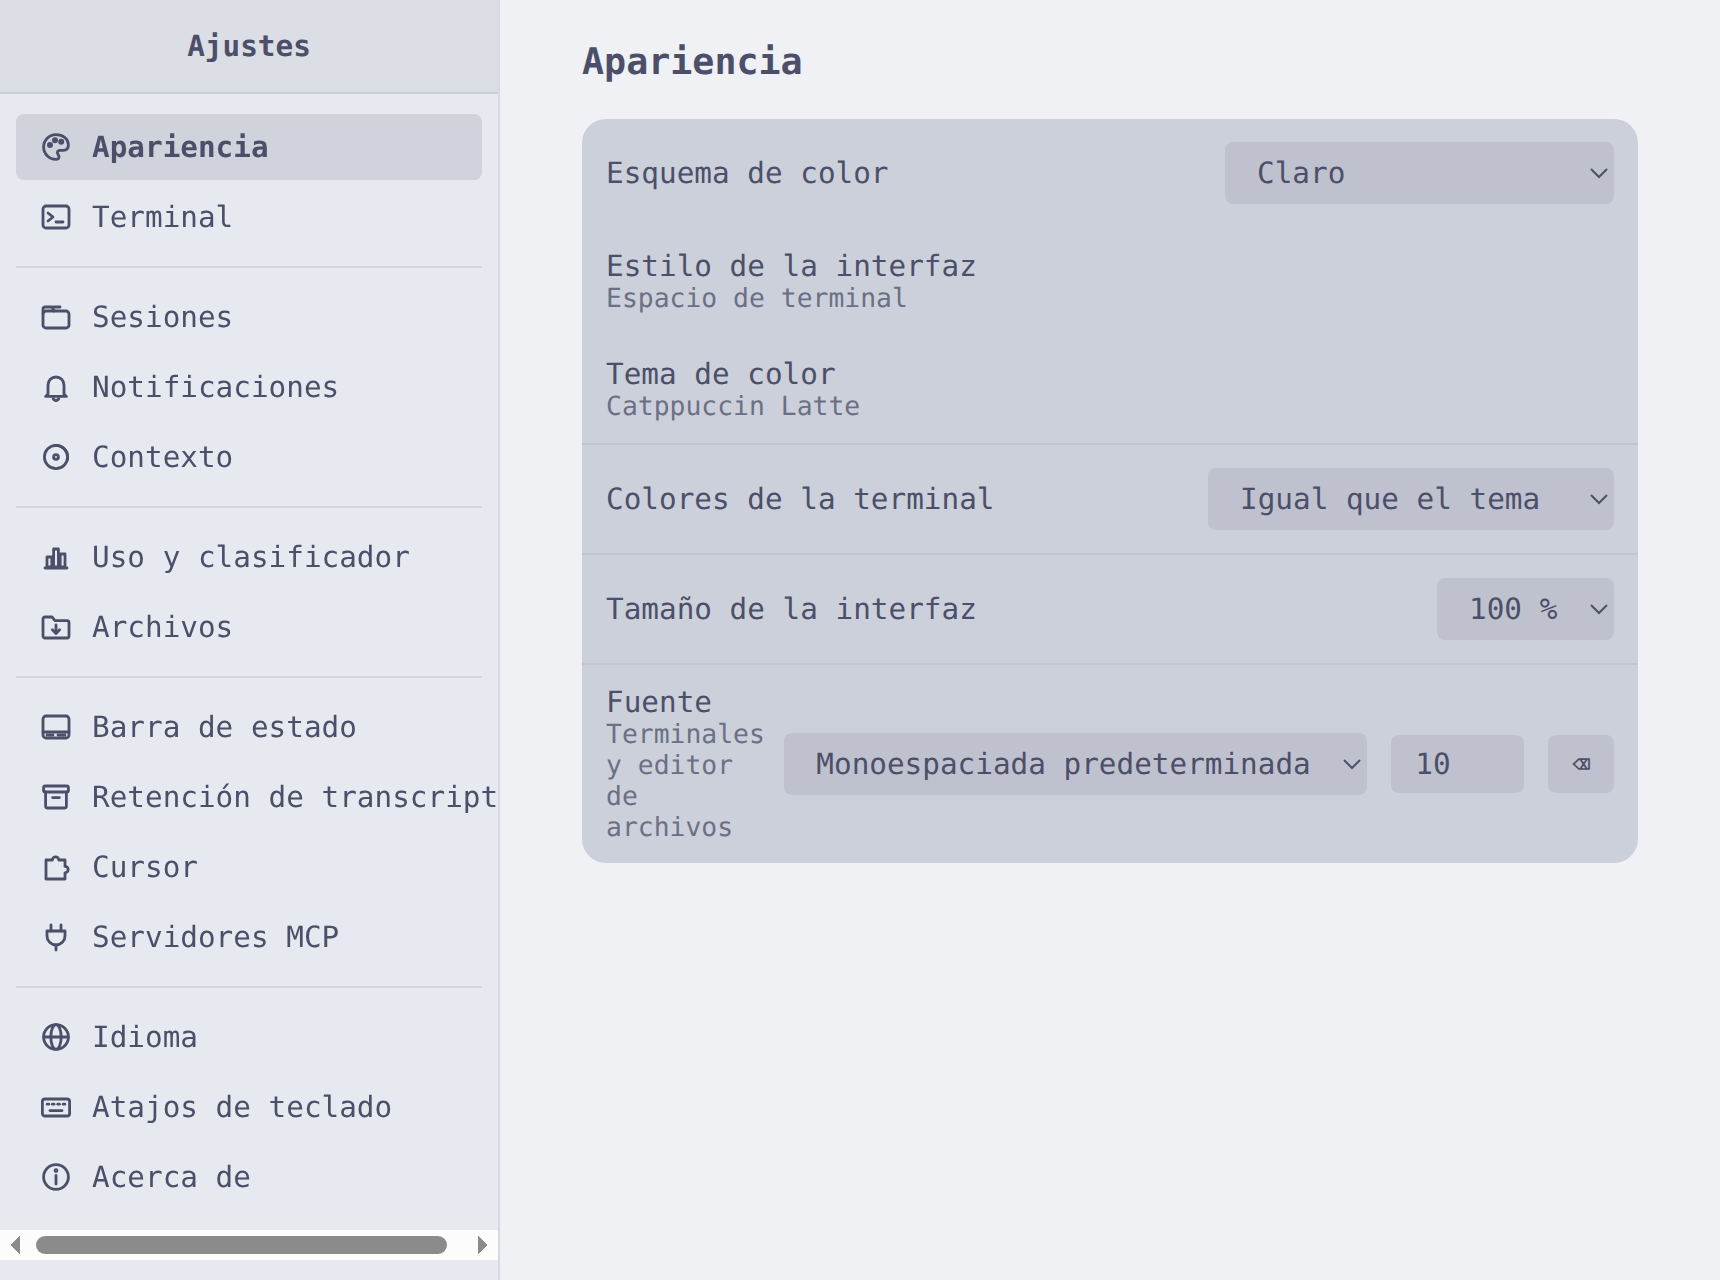 Ajustes
Apariencia
Terminal
Sesiones
Notificaciones
Contexto
Uso y clasificador
Archivos
Barra de estado
Retención de transcript
Cursor
Servidores MCP
Idioma
Atajos de teclado
Acerca de
Apariencia
Esquema de color
Claro
Estilo de la interfaz
Espacio de terminal
Tema de color
Catppuccin Latte
Colores de la terminal
Igual que el tema
Tamaño de la interfaz
100 %
Fuente
Terminales
y editor
de
archivos
Monoespaciada predeterminada
10